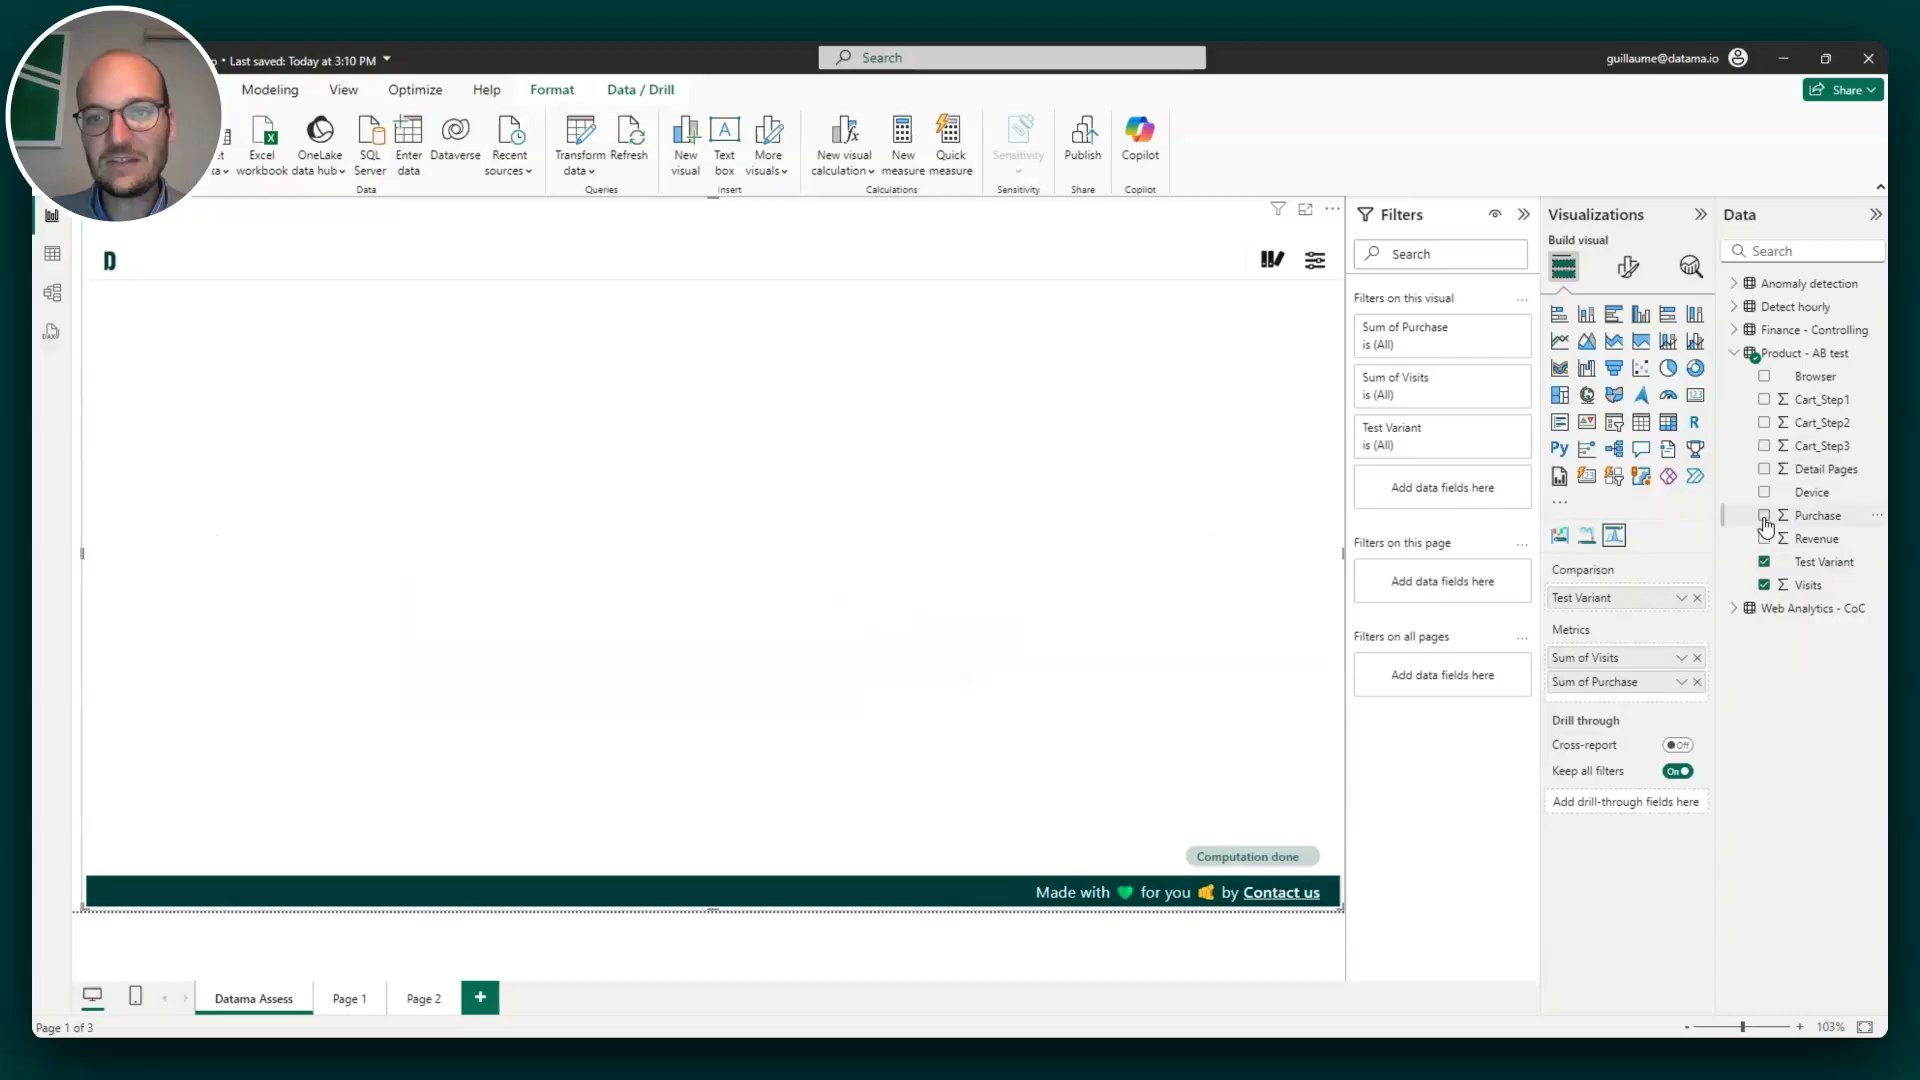 Last saved: Today at 3:10 PM
Search
guillaume@datama.io
Modeling
View
Optimize
Help
Format
Data / Drill
Share
Excel workbook
OneLake data hub
SQL Server
Enter data
Dataverse
Recent sources
Transform data
Refresh
New visual
Text box
More visuals
New visual calculation
New measure
Quick measure
Sensitivity
Publish
Copilot
Data
Queries
Insert
Calculations
Sensitivity
Share
Copilot
Filters
Search
Filters on this visual
Sum of Purchase
is (All)
Sum of Visits
is (All)
Test Variant
is (All)
Add data fields here
Filters on this page
Add data fields here
Filters on all pages
Add data fields here
Visualizations
Build visual
R
Py
123
Comparison
Test Variant
Metrics
Sum of Visits
Sum of Purchase
Drill through
Cross-report
Off
Keep all filters
On
Add drill-through fields here
Data
Search
Anomaly detection
Detect hourly
Finance - Controlling
Product - AB test
Browser
Cart_Step1
Cart_Step2
Cart_Step3
Detail Pages
Device
Purchase
Revenue
Test Variant
Visits
Web Analytics - CoC
Computation done
Made with 💚 for you 🤙 by Contact us
Datama Assess
Page 1
Page 2
+
Page 1 of 3
- + 103%